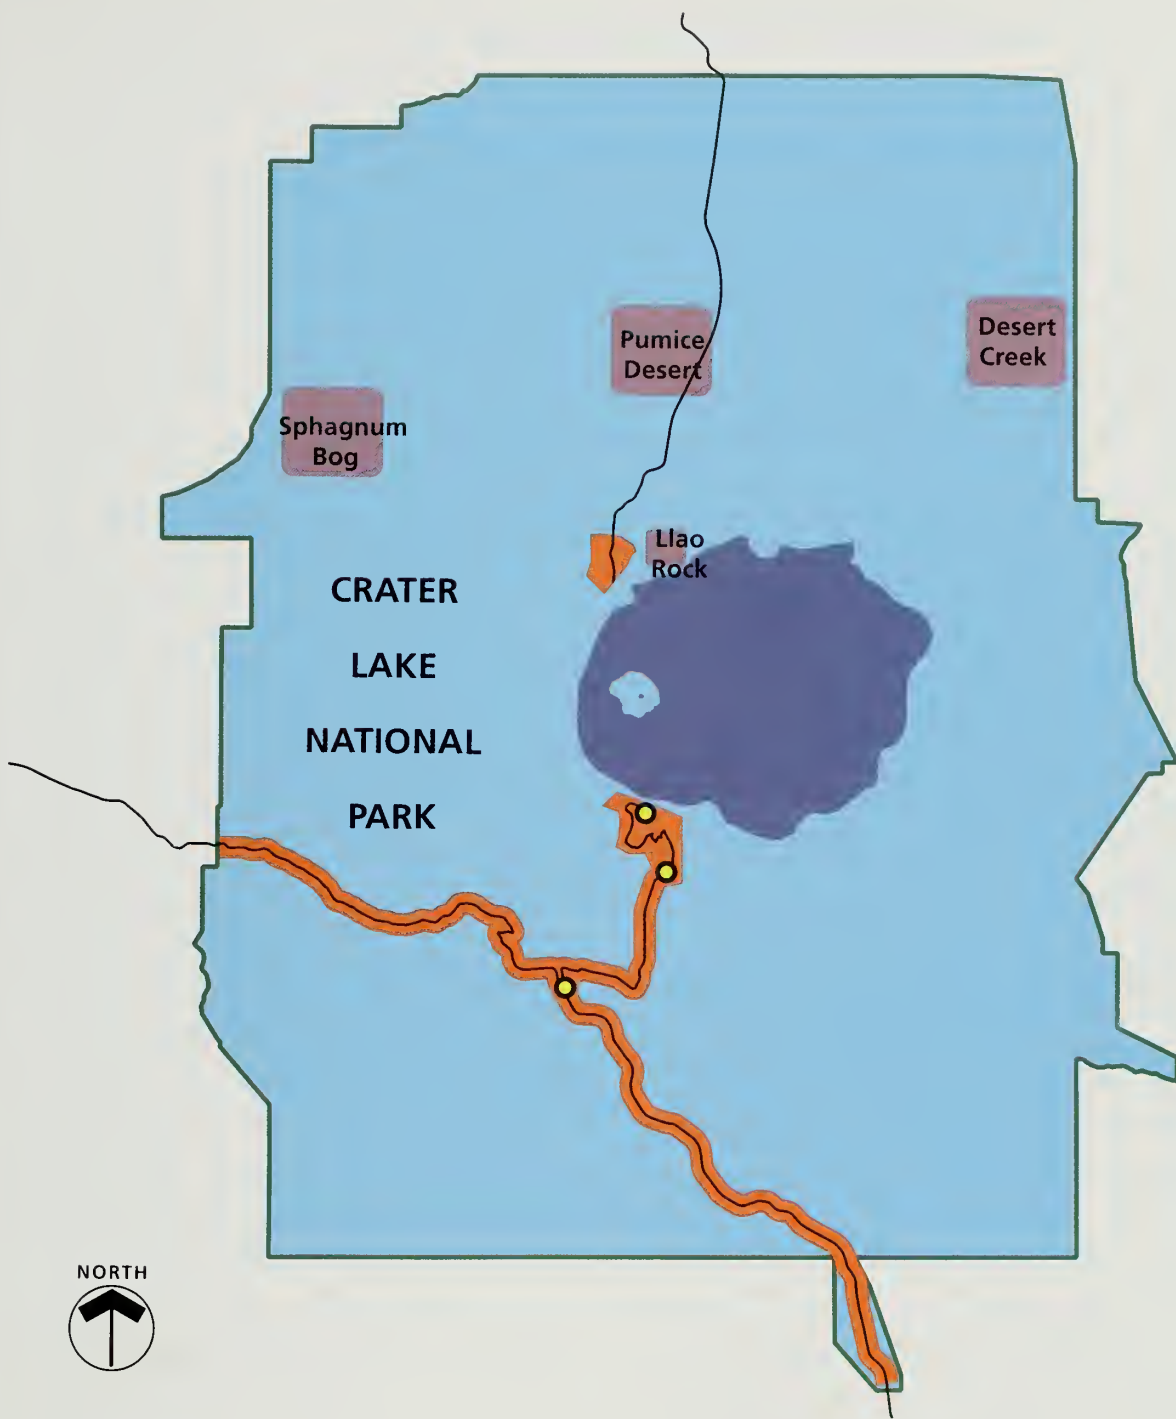 Pumice
Desert
Desert
Creek
Sphagnum
Bog
Llao
Rock
CRATER
LAKE
NATIONAL
PARK
NORTH